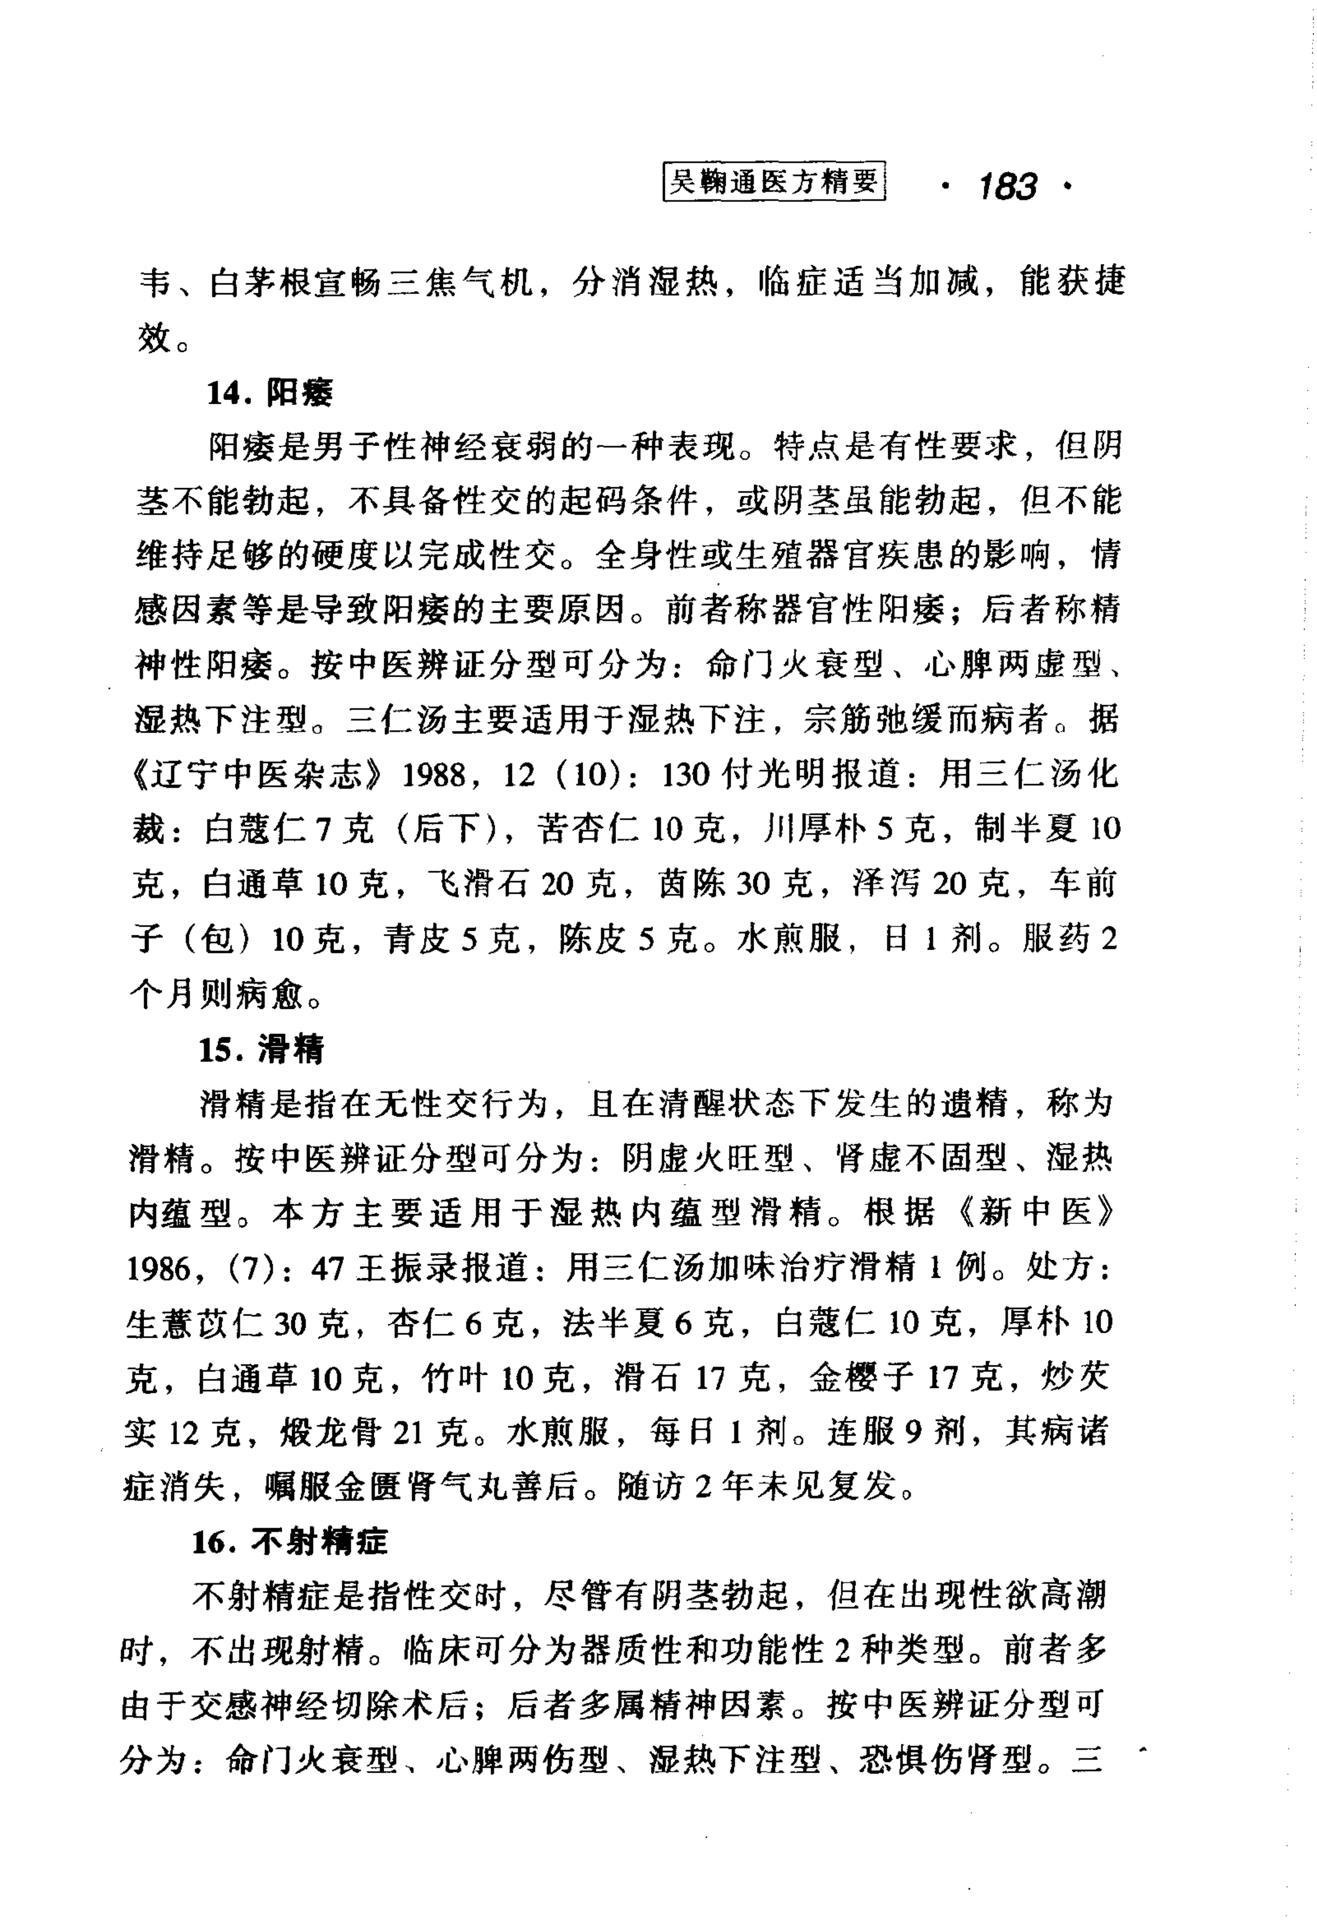 吴鞠通医方精要 · 183 ·
韦、白茅根宣畅三焦气机，分消湿热，临症适当加减，能获捷
效。
14. 阳痿
阳痿是男子性神经衰弱的一种表现。特点是有性要求，但阴
茎不能勃起，不具备性交的起码条件，或阴茎虽能勃起，但不能
维持足够的硬度以完成性交。全身性或生殖器官疾患的影响，情
感因素等是导致阳痿的主要原因。前者称器官性阳痿；后者称精
神性阳痿。按中医辨证分型可分为：命门火衰型、心脾两虚型、
湿热下注型。三仁汤主要适用于湿热下注，宗筋弛缓而病者。据
《辽宁中医杂志》1988，12（10）：130 付光明报道：用三仁汤化
裁：白蔻仁 7 克（后下），苦杏仁 10 克，川厚朴 5 克，制半夏 10
克，白通草 10 克，飞滑石 20 克，茵陈 30 克，泽泻 20 克，车前
子（包）10 克，青皮 5 克，陈皮 5 克。水煎服，日 1 剂。服药 2
个月则病愈。
15. 滑精
滑精是指在无性交行为，且在清醒状态下发生的遗精，称为
滑精。按中医辨证分型可分为：阴虚火旺型、肾虚不固型、湿热
内蕴型。本方主要适用于湿热内蕴型滑精。根据《新中医》
1986，（7）：47 王振录报道：用三仁汤加味治疗滑精 1 例。处方：
生薏苡仁 30 克，杏仁 6 克，法半夏 6 克，白蔻仁 10 克，厚朴 10
克，白通草 10 克，竹叶 10 克，滑石 17 克，金樱子 17 克，炒芡
实 12 克，煅龙骨 21 克。水煎服，每日 1 剂。连服 9 剂，其病诸
症消失，嘱服金匮肾气丸善后。随访 2 年未见复发。
16. 不射精症
不射精症是指性交时，尽管有阴茎勃起，但在出现性欲高潮
时，不出现射精。临床可分为器质性和功能性 2 种类型。前者多
由于交感神经切除术后；后者多属精神因素。按中医辨证分型可
分为：命门火衰型、心脾两伤型、湿热下注型、恐惧伤肾型。三